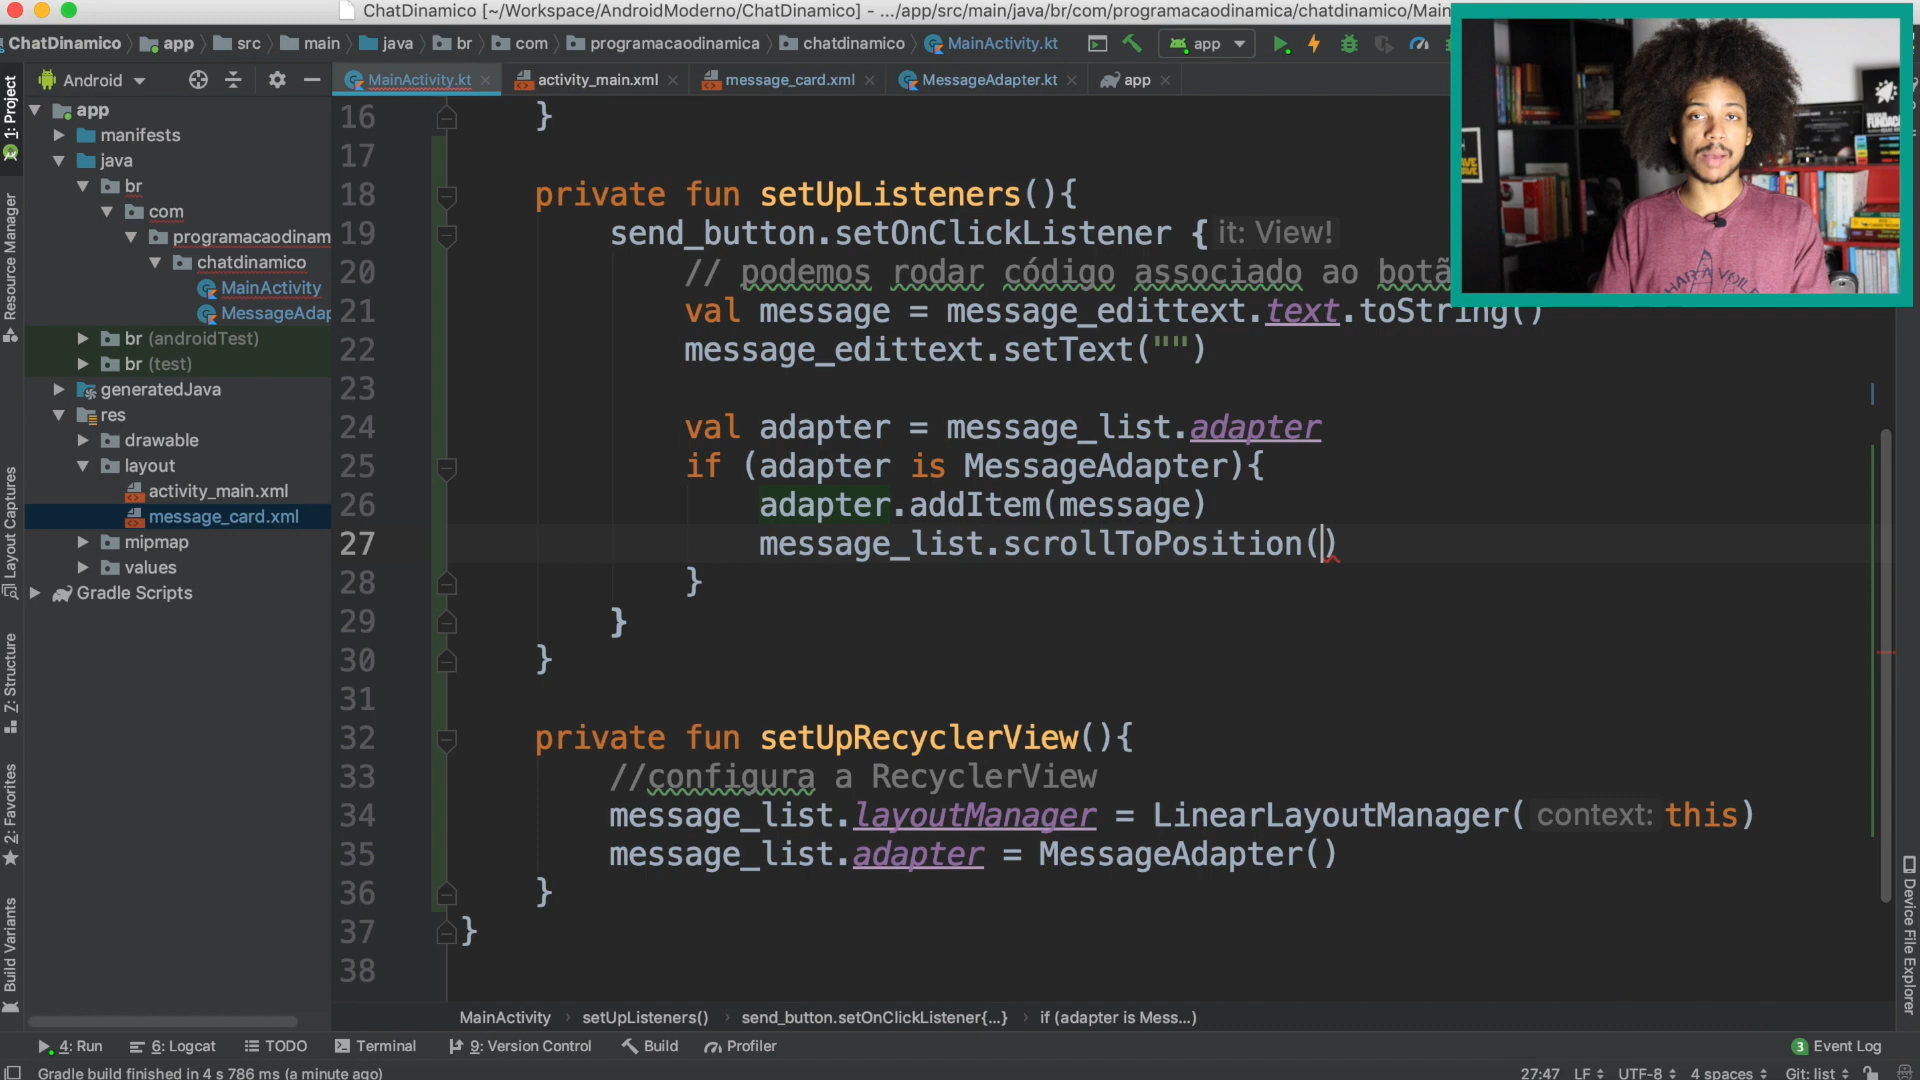 ChatDinamico [~/Workspace/AndroidModerno/ChatDinamico] - .../app/src/main/java/br/com/programacaodinamica/chatdinamico/Main
ChatDinamico app src main java br com programacaodinamica chatdinamico MainActivity.kt app
Android MainActivity.kt activity_main.xml message_card.xml MessageAdapter.kt app
1: Project
Resource Manager
Layout Captures
Z: Structure
2: Favorites
Build Variants
app
manifests
java
br
com
programacaodinam
chatdinamico
MainActivity
MessageAdap
br (androidTest)
br (test)
generatedJava
res
drawable
layout
activity_main.xml
message_card.xml
mipmap
values
Gradle Scripts
16 }
17
18 private fun setUpListeners(){
19 send_button.setOnClickListener { it: View!
20 // podemos rodar código associado ao botã
21 val message = message_edittext.text.toString()
22 message_edittext.setText("")
23
24 val adapter = message_list.adapter
25 if (adapter is MessageAdapter){
26 adapter.addItem(message)
27 message_list.scrollToPosition()
28 }
29 }
30 }
31
32 private fun setUpRecyclerView(){
33 //configura a RecyclerView
34 message_list.layoutManager = LinearLayoutManager( context: this)
35 message_list.adapter = MessageAdapter()
36 }
37 }
38
Device File Explorer
MainActivity › setUpListeners() › send_button.setOnClickListener{...} › if (adapter is Mess...)
4: Run 6: Logcat TODO Terminal 9: Version Control Build Profiler 3 Event Log
Gradle build finished in 4 s 786 ms (a minute ago) 27:47 LF UTF-8 4 spaces Git: list